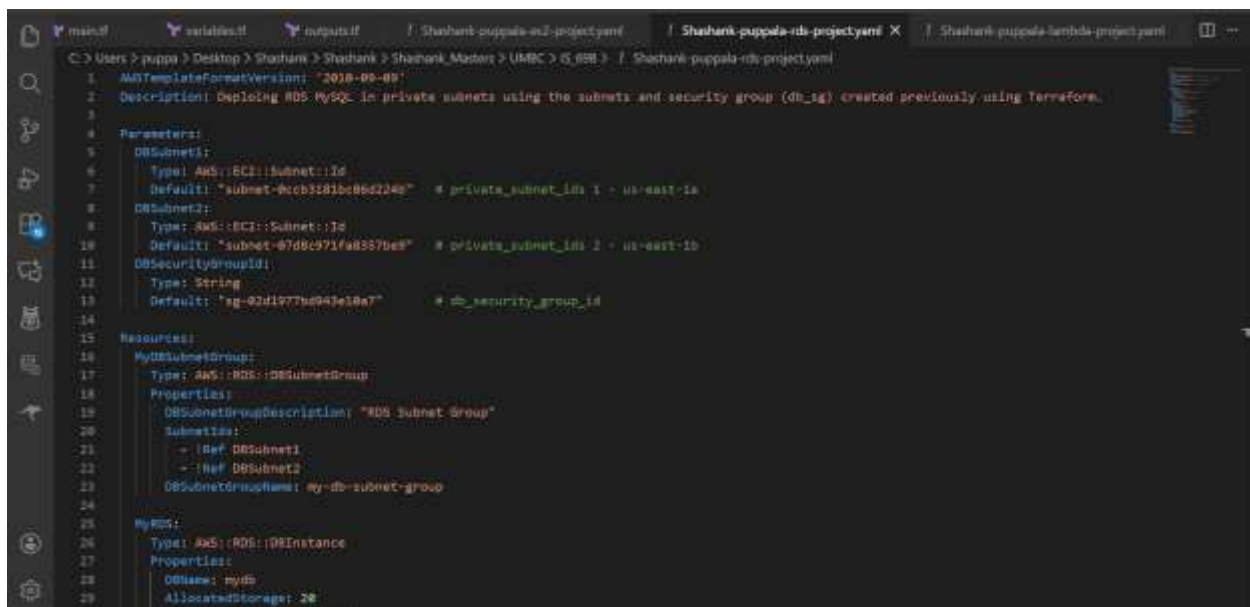 main.tf variables.tf outputs.tf ! Shashank-puppala-ec2-project.yaml ! Shashank-puppala-rds-project.yaml × ! Shashank-puppala-lambda-project.yaml ...
C: > Users > puppa > Desktop > Shashank > Shashank > Shashank_Masters > UMBC > IS_698 > ! Shashank-puppala-rds-project.yaml
1 AWSTemplateFormatVersion: '2010-09-09'
2 Description: Deploing RDS MySQL in private subnets using the subnets and security group (db_sg) created previously using Terraform.
3
4 Parameters:
5 DBSubnet1:
6 Type: AWS::EC2::Subnet::Id
7 Default: # private_subnet_ids 1 - us-east-1a
8 DBSubnet2:
9 Type: AWS::EC2::Subnet::Id
10 Default: # private_subnet_ids 2 - us-east-1b
11 DBSecurityGroupId:
12 Type: String
13 Default: "sg-02d1977bd943e10a7" # db_security_group_id
14
15 Resources:
16 MyDBSubnetGroup:
17 Type: AWS::RDS::DBSubnetGroup
18 Properties:
19 DBSubnetGroupDescription: "RDS Subnet Group"
20 SubnetIds:
21 - !Ref DBSubnet1
22 - !Ref DBSubnet2
23 DBSubnetGroupName: my-db-subnet-group
24
25 MyRDS:
26 Type: AWS::RDS::DBInstance
27 Properties:
28 DBName: mydb
29 AllocatedStorage: 20